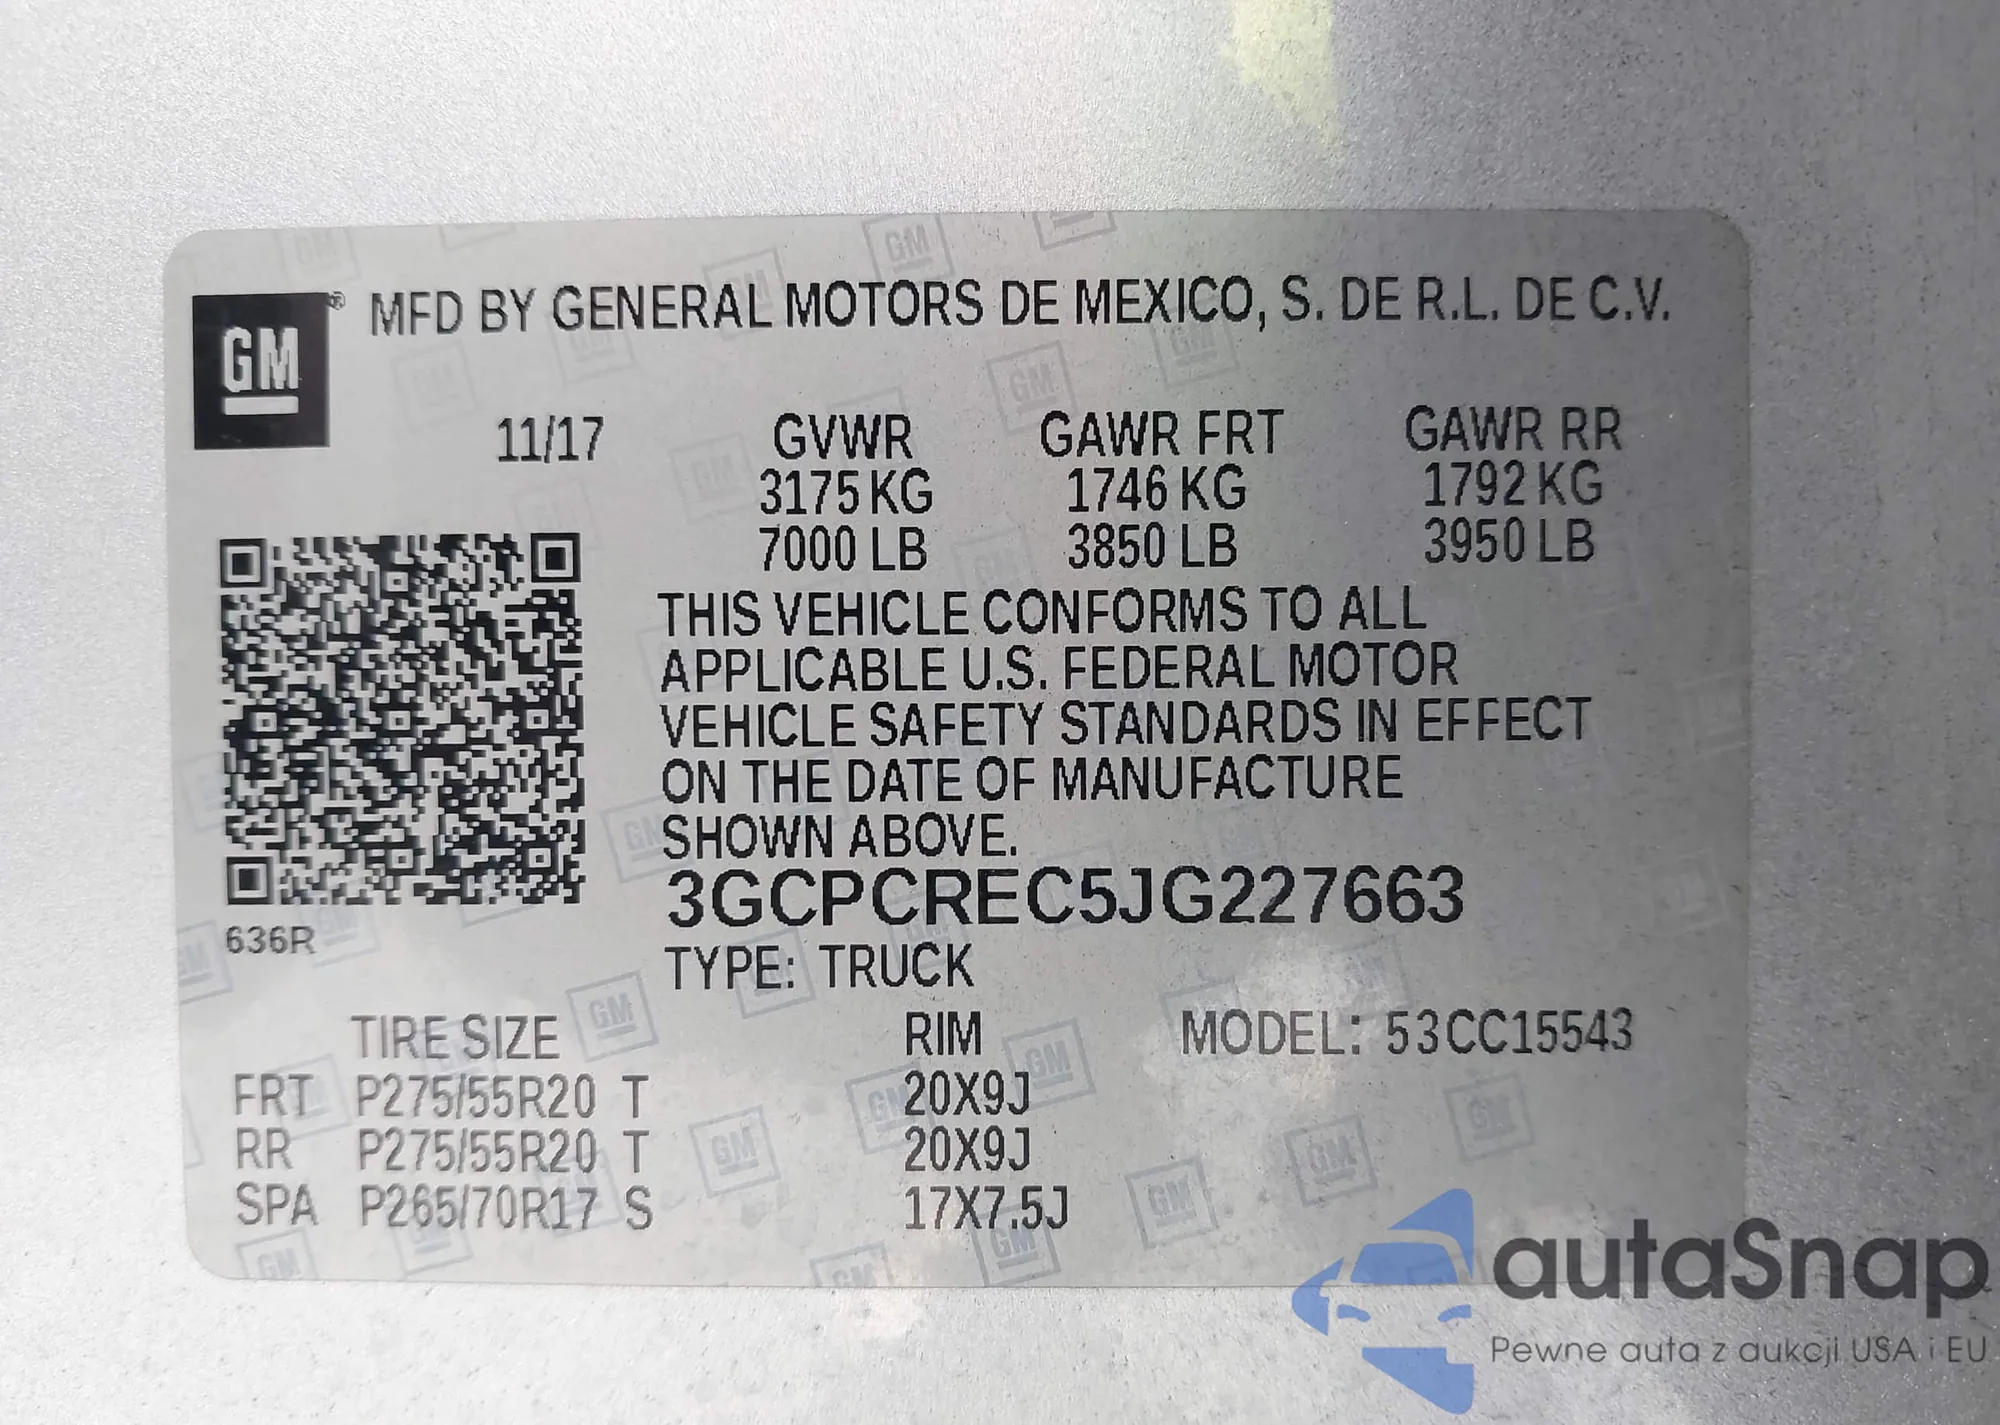 GM® MFD BY GENERAL MOTORS DE MEXICO, S. DE R.L. DE C.V.
11/17 GVWR GAWR FRT GAWR RR
3175 KG 1746 KG 1792 KG
7000 LB 3850 LB 3950 LB
THIS VEHICLE CONFORMS TO ALL
APPLICABLE U.S. FEDERAL MOTOR
VEHICLE SAFETY STANDARDS IN EFFECT
ON THE DATE OF MANUFACTURE
SHOWN ABOVE.
3GCPCREC5JG227663
636R
TYPE: TRUCK
TIRE SIZE RIM MODEL: 53CC15543
FRT P275/55R20 T 20X9J
RR P275/55R20 T 20X9J
SPA P265/70R17 S 17X7.5J
autaSnap
Pewne auta z aukcji USA i EU